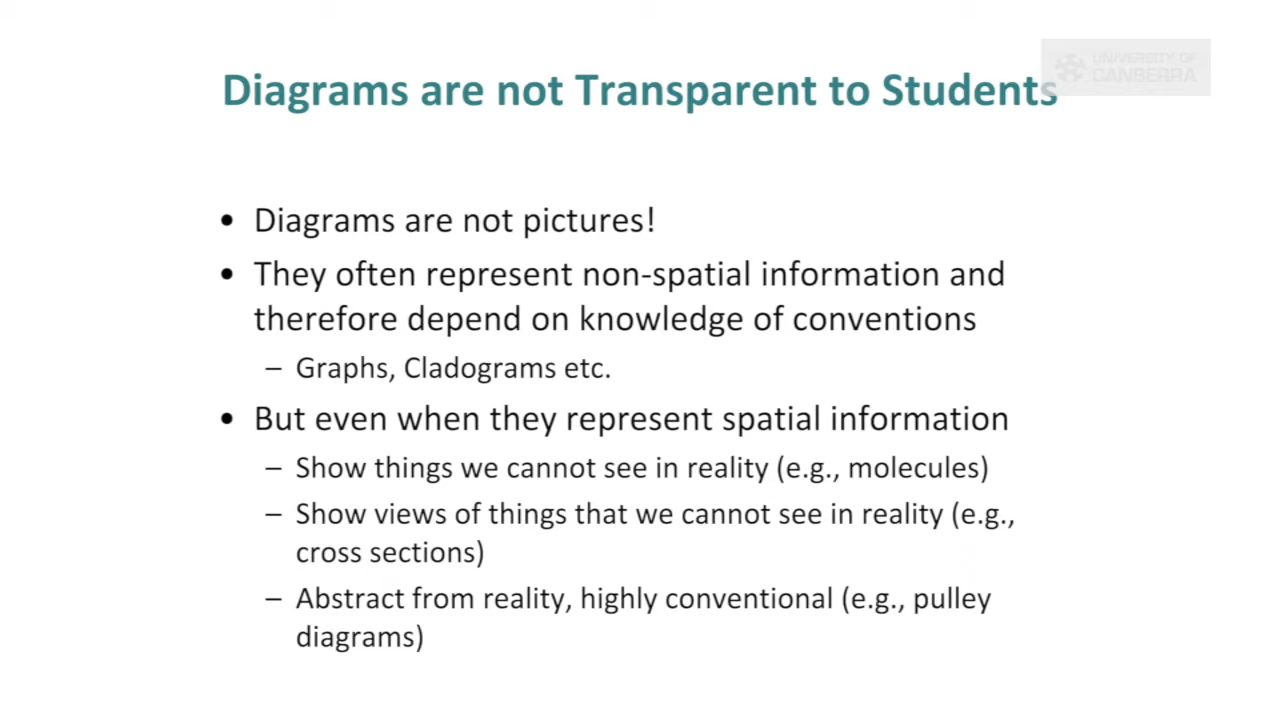 UNIVERSITY OF
CANBERRA
Diagrams are not Transparent to Students
• Diagrams are not pictures!
• They often represent non-spatial information and
therefore depend on knowledge of conventions
– Graphs, Cladograms etc.
• But even when they represent spatial information
– Show things we cannot see in reality (e.g., molecules)
– Show views of things that we cannot see in reality (e.g.,
cross sections)
– Abstract from reality, highly conventional (e.g., pulley
diagrams)